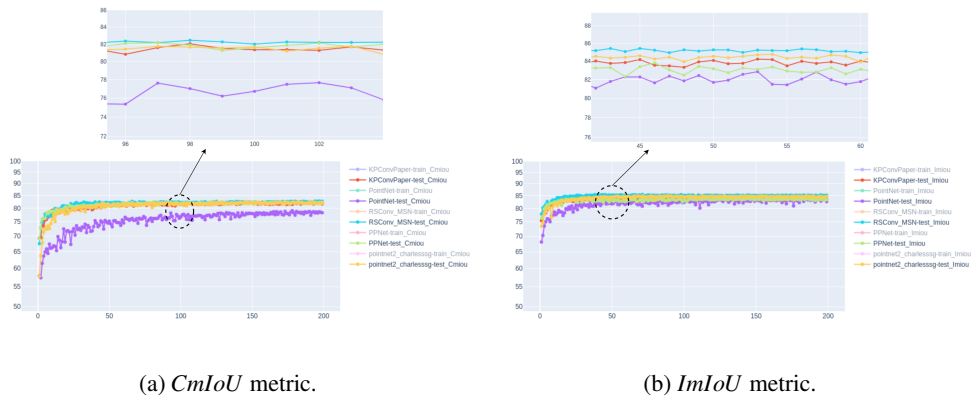 86
84
82
80
78
76
74
72
96
98
100
102
88
86
84
82
80
78
76
45
50
55
60
100
95
90
85
80
75
70
65
60
55
50
0
50
100
150
200
KPConvPaper-train_Cmiou
KPConvPaper-test_Cmiou
PointNet-train_Cmiou
PointNet-test_Cmiou
RSConv_MSN-train_Cmiou
RSConv_MSN-test_Cmiou
PPNet-train_Cmiou
PPNet-test_Cmiou
pointnet2_charlesssg-train_Cmiou
pointnet2_charlesssg-test_Cmiou
100
95
90
85
80
75
70
65
60
55
50
0
50
100
150
200
KPConvPaper-train_Imiou
KPConvPaper-test_Imiou
PointNet-train_Imiou
PointNet-test_Imiou
RSConv_MSN-train_Imiou
RSConv_MSN-test_Imiou
PPNet-train_Imiou
PPNet-test_Imiou
pointnet2_charlesssg-train_Imiou
pointnet2_charlesssg-test_Imiou
(a) CmIoU metric.
(b) ImIoU metric.